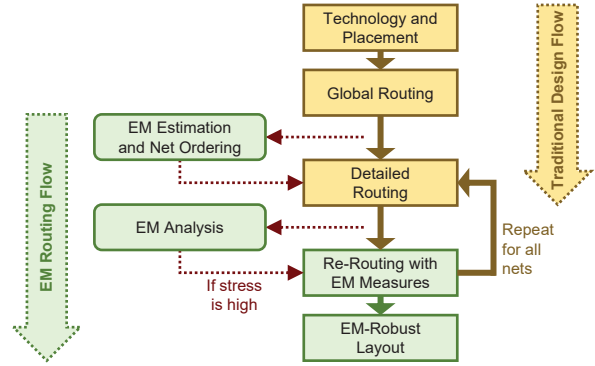 Technology and
Placement
Global Routing
EM Estimation
and Net Ordering
Detailed
Routing
EM Analysis
Re-Routing with
EM Measures
If stress
is high
Repeat
for all
nets
EM-Robust
Layout
EM Routing Flow
Traditional Design Flow